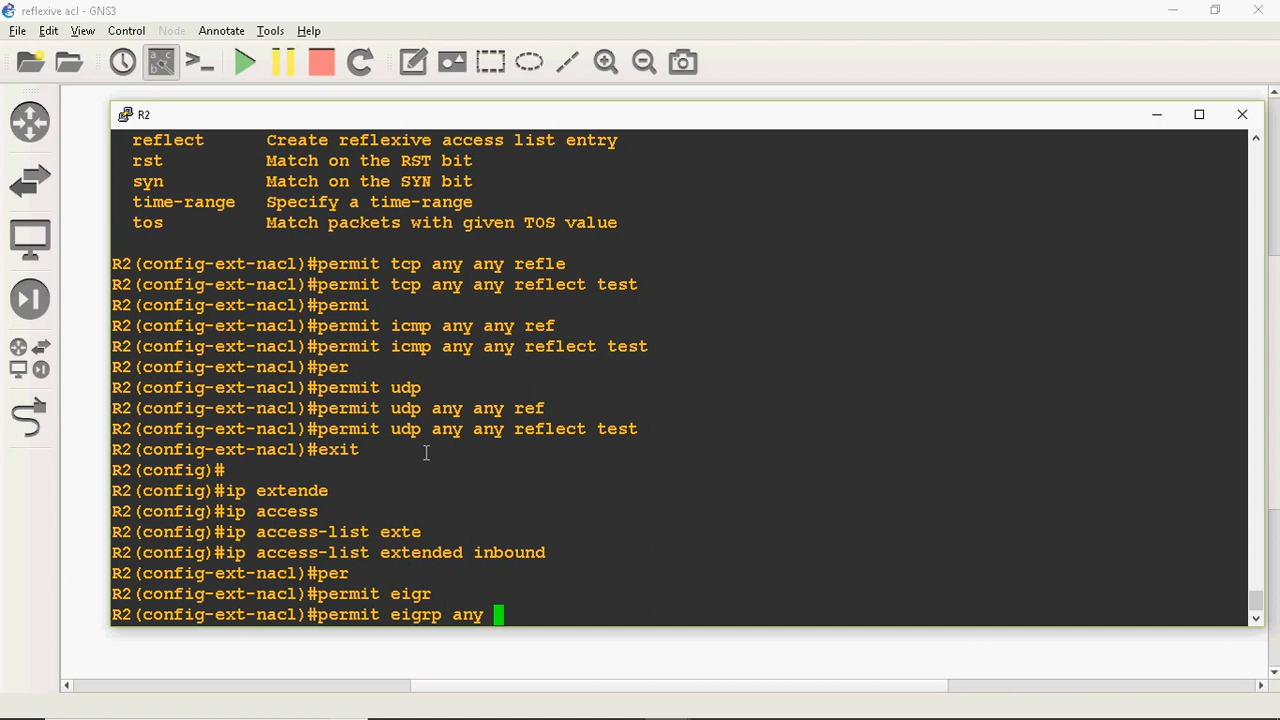 reflexive acl - GNS3
File Edit View Control Node Annotate Tools Help
R2
reflect Create reflexive access list entry
rst Match on the RST bit
syn Match on the SYN bit
time-range Specify a time-range
tos Match packets with given TOS value
R2(config-ext-nacl)#permit tcp any any refle
R2(config-ext-nacl)#permit tcp any any reflect test
R2(config-ext-nacl)#permi
R2(config-ext-nacl)#permit icmp any any ref
R2(config-ext-nacl)#permit icmp any any reflect test
R2(config-ext-nacl)#per
R2(config-ext-nacl)#permit udp
R2(config-ext-nacl)#permit udp any any ref
R2(config-ext-nacl)#permit udp any any reflect test
R2(config-ext-nacl)#exit
R2(config)#
R2(config)#ip extende
R2(config)#ip access
R2(config)#ip access-list exte
R2(config)#ip access-list extended inbound
R2(config-ext-nacl)#per
R2(config-ext-nacl)#permit eigr
R2(config-ext-nacl)#permit eigrp any